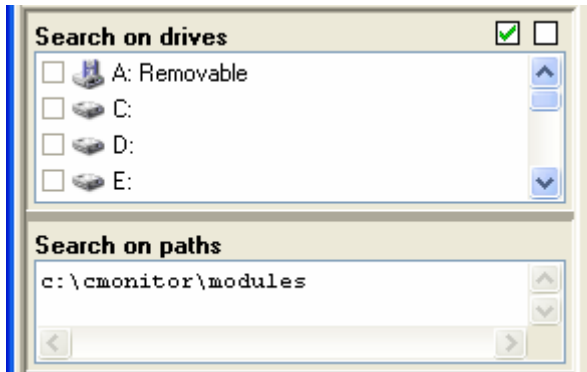 Search on drives
A: Removable
C:
D:
E:
Search on paths
c:\cmonitor\modules